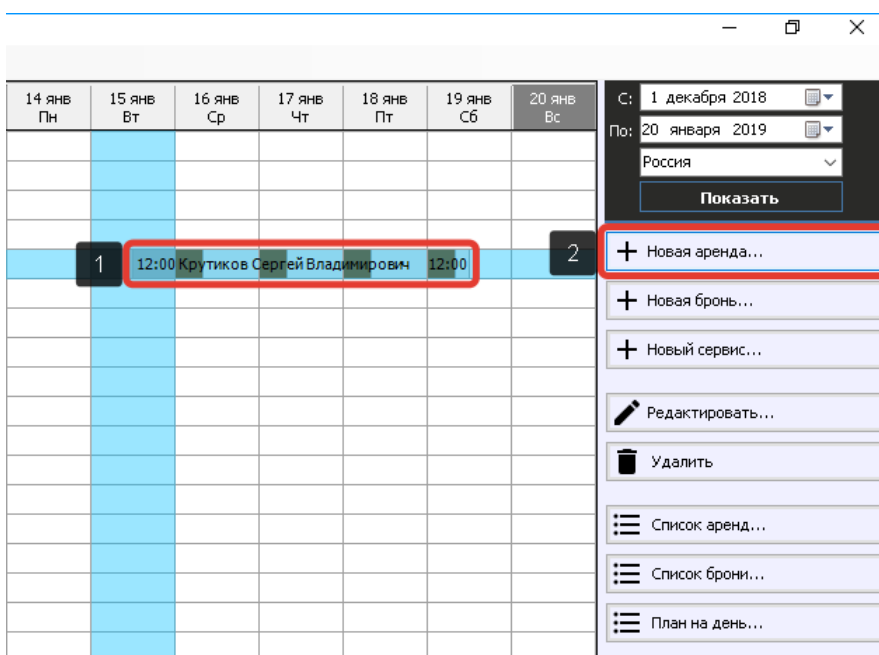 14 янв 15 янв 16 янв 17 янв 18 янв 19 янв 20 янв
Пн Вт Ср Чт Пт Сб Вс
1 12:00 Крутиков Сергей Владимирович 12:00
С: 1 декабря 2018
По: 20 января 2019
Россия
Показать
2 Новая аренда...
Новая бронь...
Новый сервис...
Редактировать...
Удалить
Список аренд...
Список брони...
План на день...